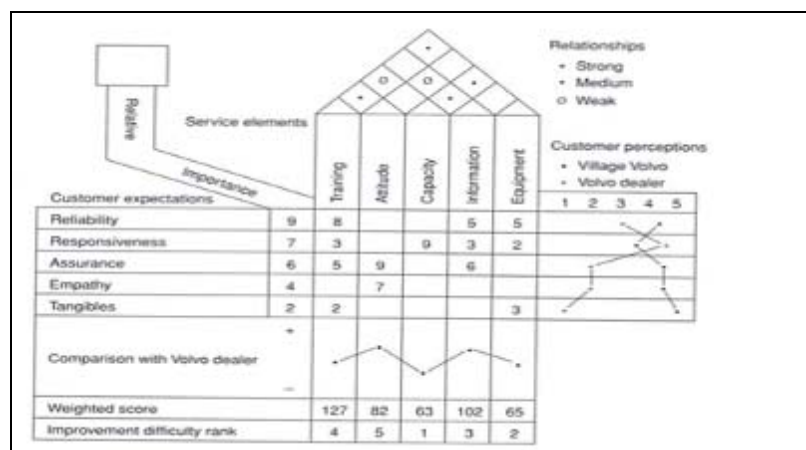 Relationships
• Strong
• Medium
O Weak
Relative
Importance
Service elements
Training
Attitude
Capacity
Information
Equipment
Customer perceptions
• Village Volvo
• Volvo dealer
Customer expectations
1 2 3 4 5
Reliability 9 8 5 5
Responsiveness 7 3 9 3 2
Assurance 6 5 9 6
Empathy 4 7
Tangibles 2 2 3
+
Comparison with Volvo dealer
−
Weighted score 127 82 63 102 65
Improvement difficulty rank 4 5 1 3 2